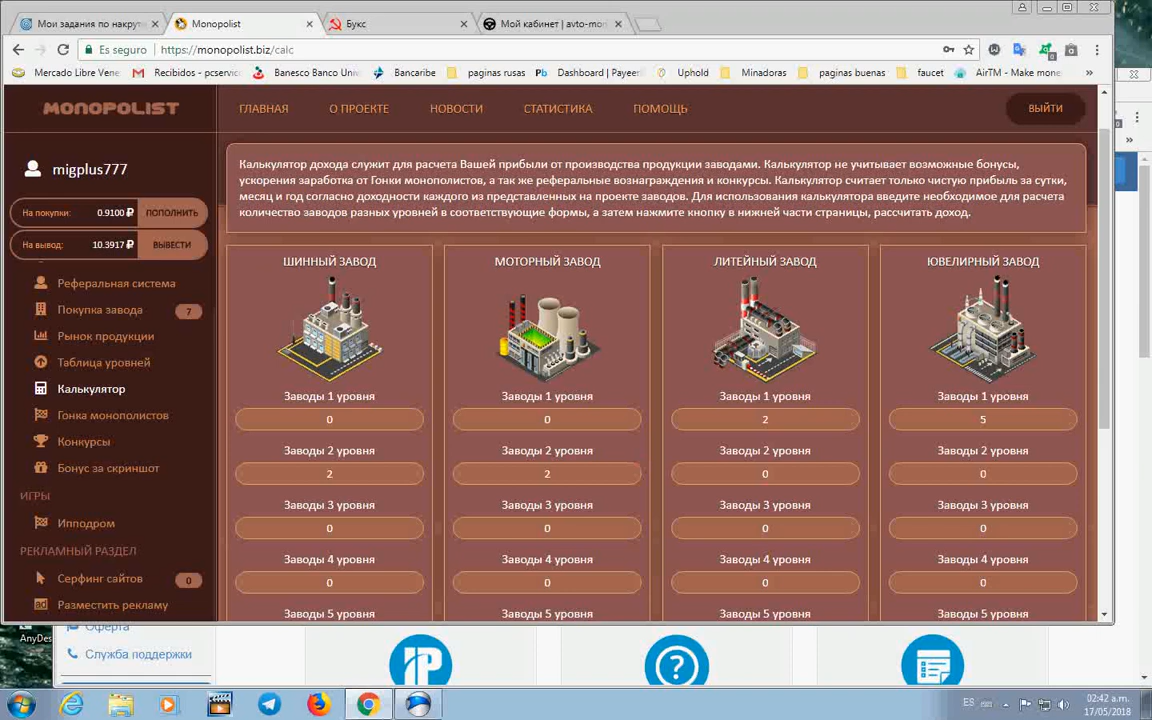 Мои задания по накрутк
Monopolist
Букс
Мой кабинет | avto-mon
Es seguro
https://monopolist.biz/calc
Mercado Libre Vene
Recibidos - pcservic
Banesco Banco Uni
Bancaribe
paginas rusas
Dashboard | Payeer
Uphold
Minadoras
paginas buenas
faucet
AirTM - Make mone
»
MONOPOLIST
ГЛАВНАЯ
О ПРОЕКТЕ
НОВОСТИ
СТАТИСТИКА
ПОМОЩЬ
ВЫЙТИ
migplus777
На покупки: 0.9100 ₽ ПОПОЛНИТЬ
На вывод: 10.3917 ₽ ВЫВЕСТИ
Реферальная система
Покупка завода 7
Рынок продукции
Таблица уровней
Калькулятор
Гонка монополистов
Конкурсы
Бонус за скриншот
ИГРЫ
Ипподром
РЕКЛАМНЫЙ РАЗДЕЛ
Серфинг сайтов 0
Разместить рекламу
Калькулятор дохода служит для расчета Вашей прибыли от производства продукции заводами. Калькулятор не учитывает возможные бонусы,
ускорения заработка от Гонки монополистов, а так же реферальные вознаграждения и конкурсы. Калькулятор считает только чистую прибыль за сутки,
месяц и год согласно доходности каждого из представленных на проекте заводов. Для использования калькулятора введите необходимое для расчета
количество заводов разных уровней в соответствующие формы, а затем нажмите кнопку в нижней части страницы, рассчитать доход.
ШИННЫЙ ЗАВОД
Заводы 1 уровня
0
Заводы 2 уровня
2
Заводы 3 уровня
0
Заводы 4 уровня
0
Заводы 5 уровня
МОТОРНЫЙ ЗАВОД
Заводы 1 уровня
0
Заводы 2 уровня
2
Заводы 3 уровня
0
Заводы 4 уровня
0
Заводы 5 уровня
ЛИТЕЙНЫЙ ЗАВОД
Заводы 1 уровня
2
Заводы 2 уровня
0
Заводы 3 уровня
0
Заводы 4 уровня
0
Заводы 5 уровня
ЮВЕЛИРНЫЙ ЗАВОД
Заводы 1 уровня
5
Заводы 2 уровня
0
Заводы 3 уровня
0
Заводы 4 уровня
0
Заводы 5 уровня
AnyDes
Оферта
Служба поддержки
ES
02:42 a.m.
17/05/2018